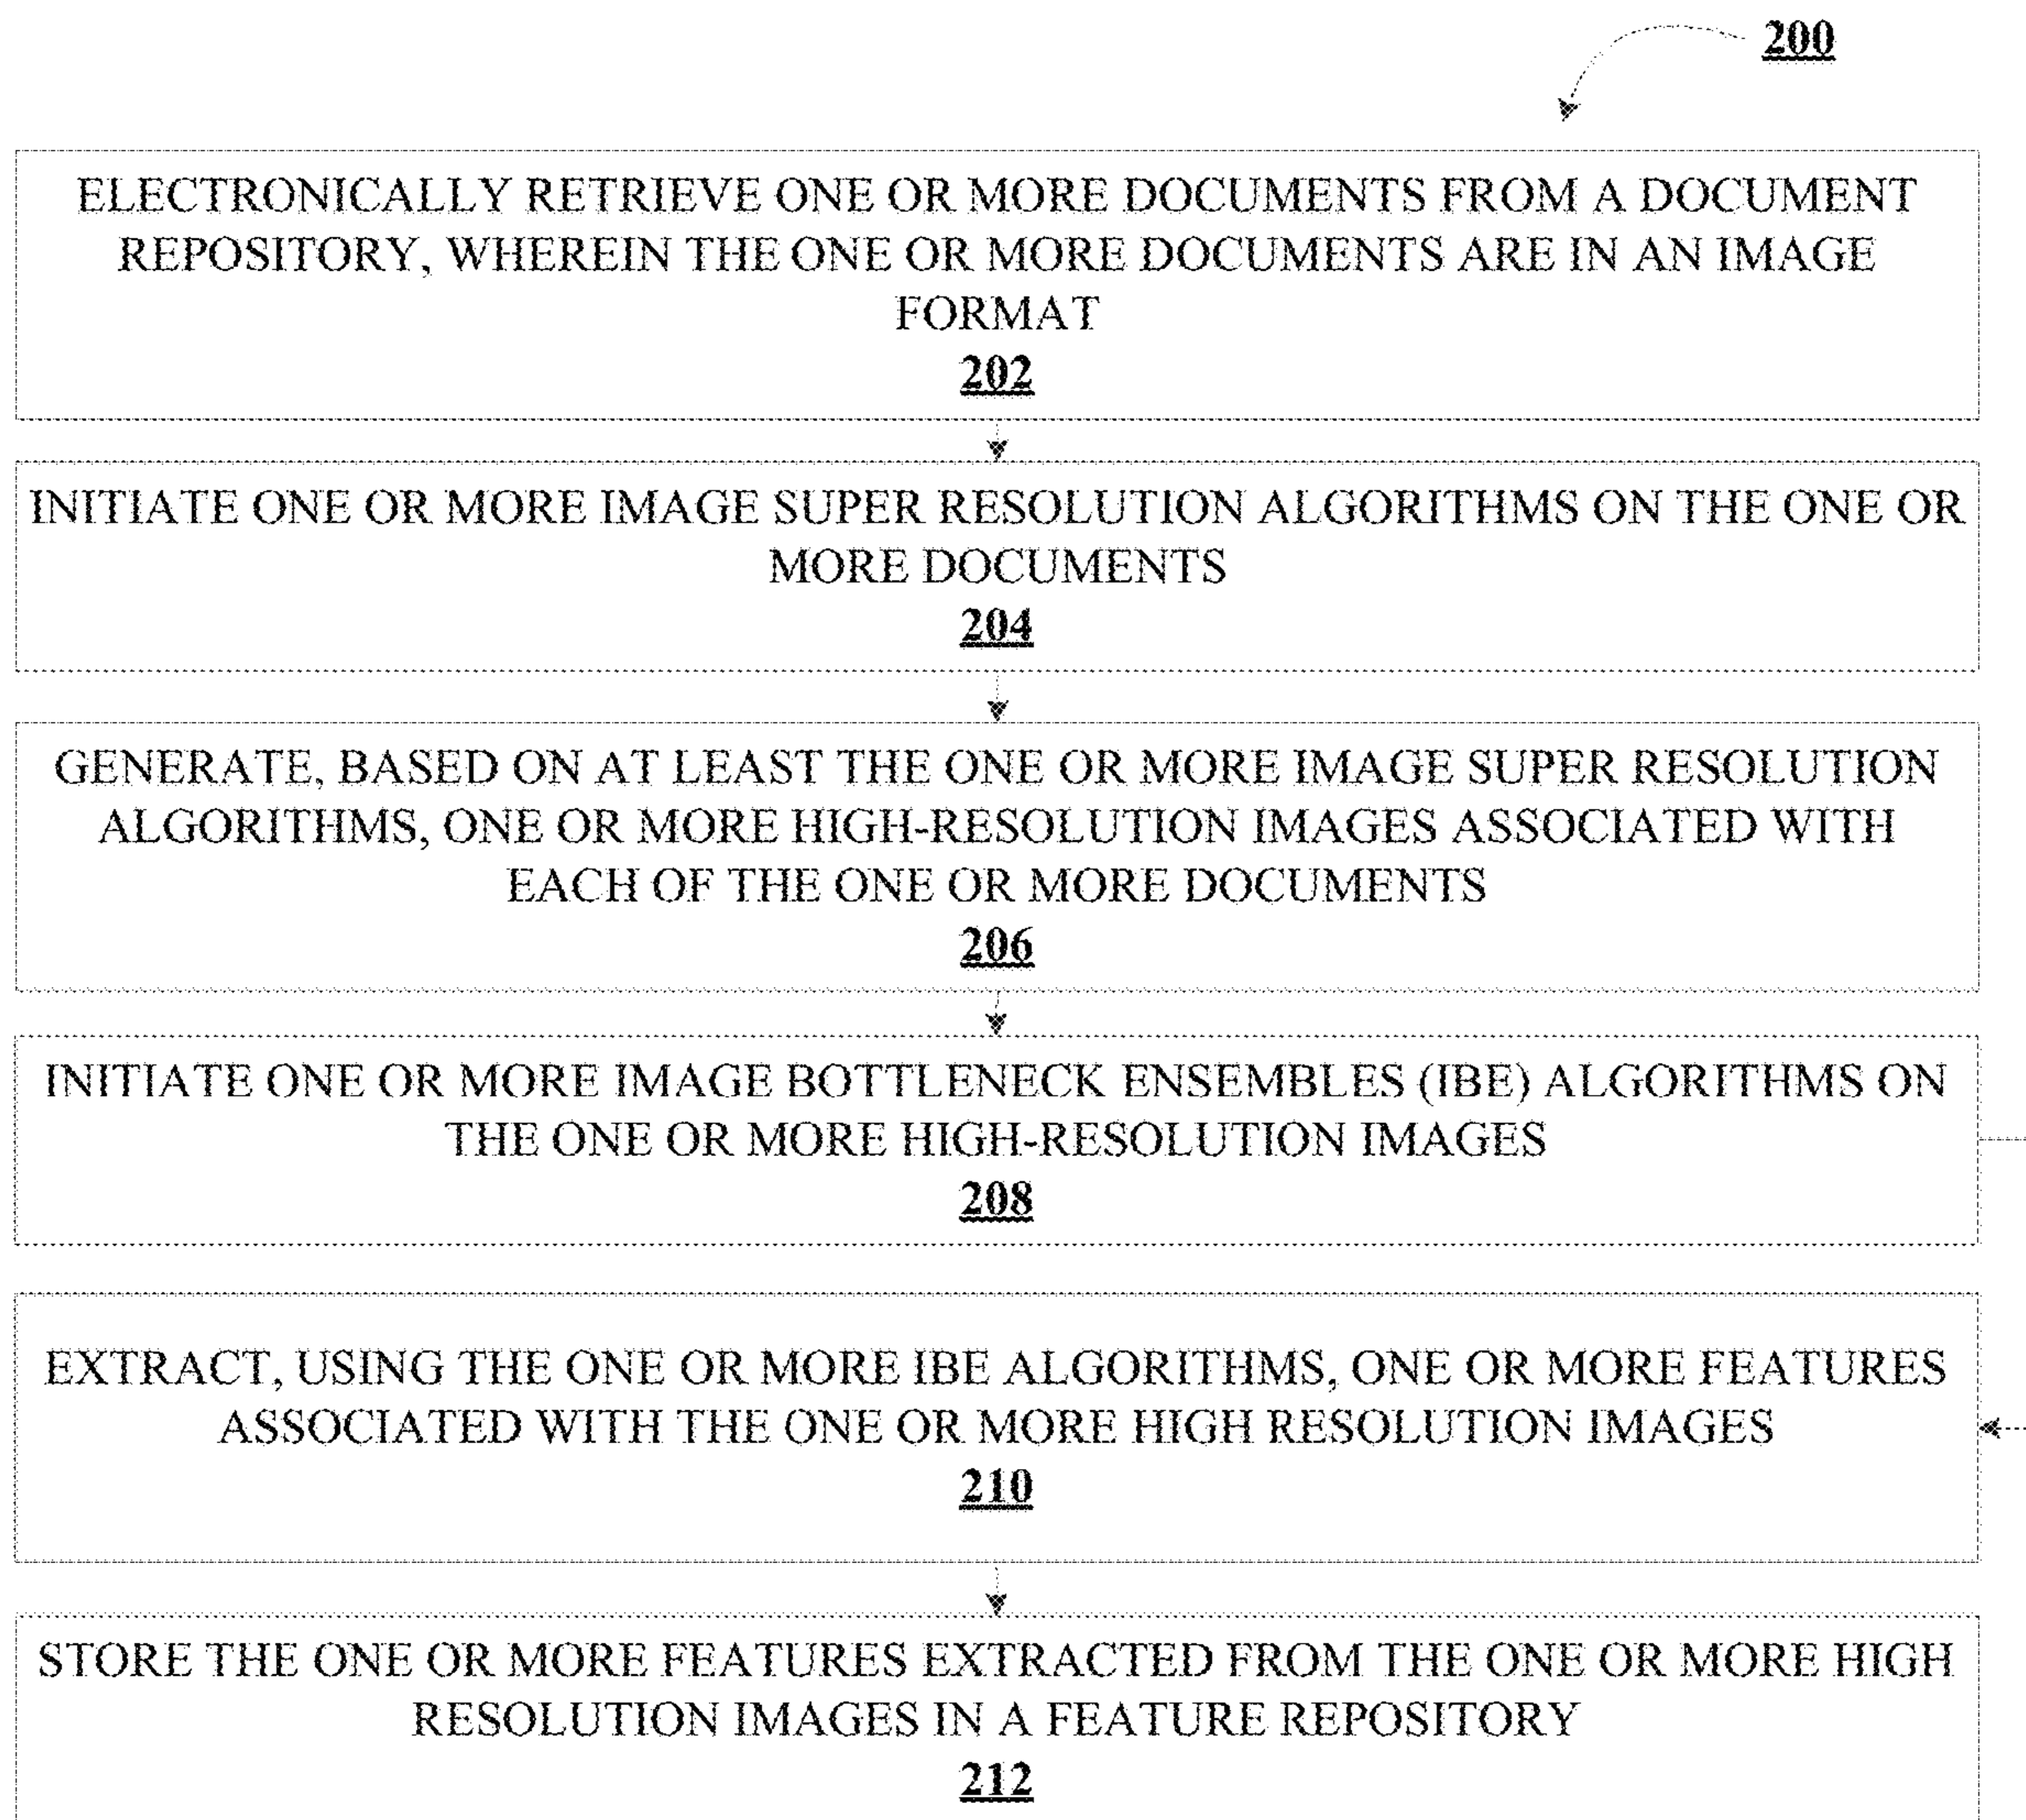 200
ELECTRONICALLY RETRIEVE ONE OR MORE DOCUMENTS FROM A DOCUMENT
REPOSITORY, WHEREIN THE ONE OR MORE DOCUMENTS ARE IN AN IMAGE
FORMAT
202
INITIATE ONE OR MORE IMAGE SUPER RESOLUTION ALGORITHMS ON THE ONE OR
MORE DOCUMENTS
204
GENERATE, BASED ON AT LEAST THE ONE OR MORE IMAGE SUPER RESOLUTION
ALGORITHMS, ONE OR MORE HIGH-RESOLUTION IMAGES ASSOCIATED WITH
EACH OF THE ONE OR MORE DOCUMENTS
206
INITIATE ONE OR MORE IMAGE BOTTLENECK ENSEMBLES (IBE) ALGORITHMS ON
THE ONE OR MORE HIGH-RESOLUTION IMAGES
208
EXTRACT, USING THE ONE OR MORE IBE ALGORITHMS, ONE OR MORE FEATURES
ASSOCIATED WITH THE ONE OR MORE HIGH RESOLUTION IMAGES
210
STORE THE ONE OR MORE FEATURES EXTRACTED FROM THE ONE OR MORE HIGH
RESOLUTION IMAGES IN A FEATURE REPOSITORY
212